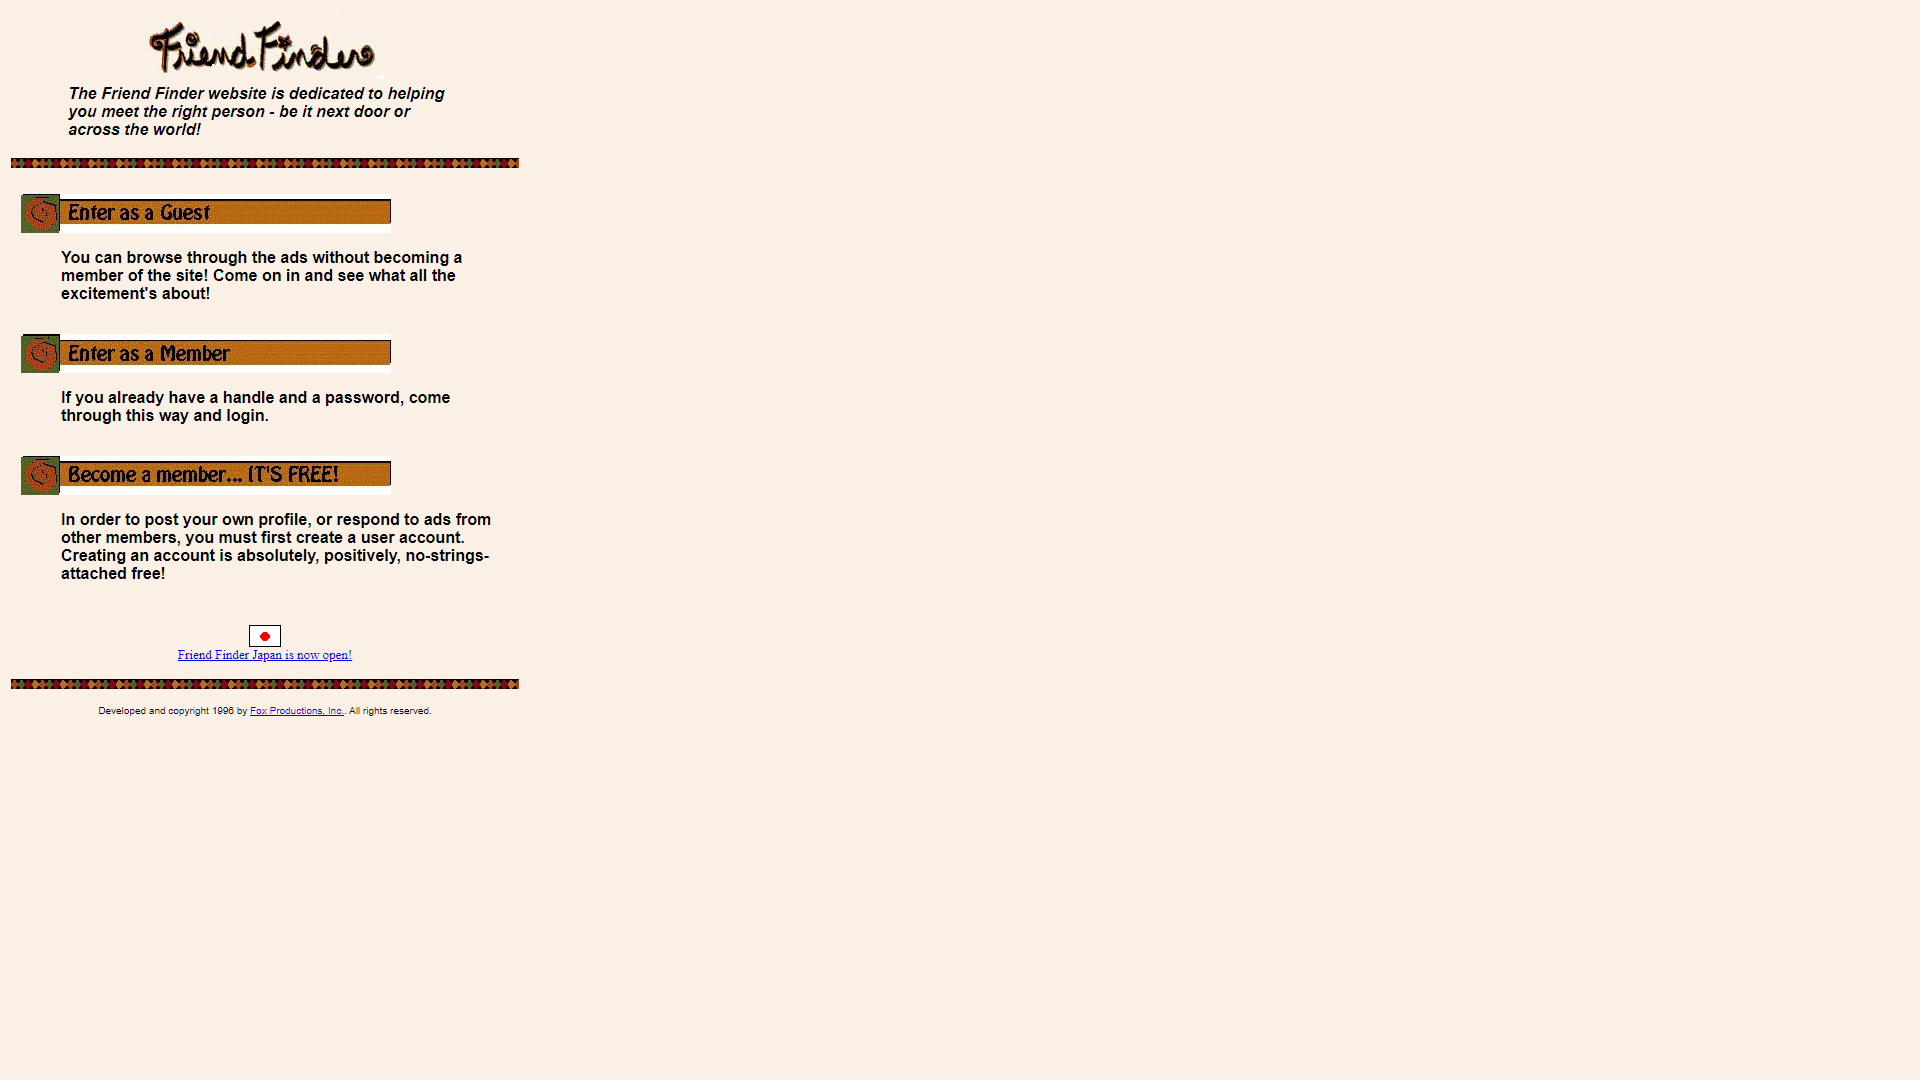 Friend Finder
The Friend Finder website is dedicated to helping
you meet the right person - be it next door or
across the world!
Enter as a Guest
You can browse through the ads without becoming a
member of the site! Come on in and see what all the
excitement's about!
Enter as a Member
If you already have a handle and a password, come
through this way and login.
Become a member... IT'S FREE!
In order to post your own profile, or respond to ads from
other members, you must first create a user account.
Creating an account is absolutely, positively, no-strings-
attached free!
Friend Finder Japan is now open!
Developed and copyright 1996 by Fox Productions, Inc.. All rights reserved.